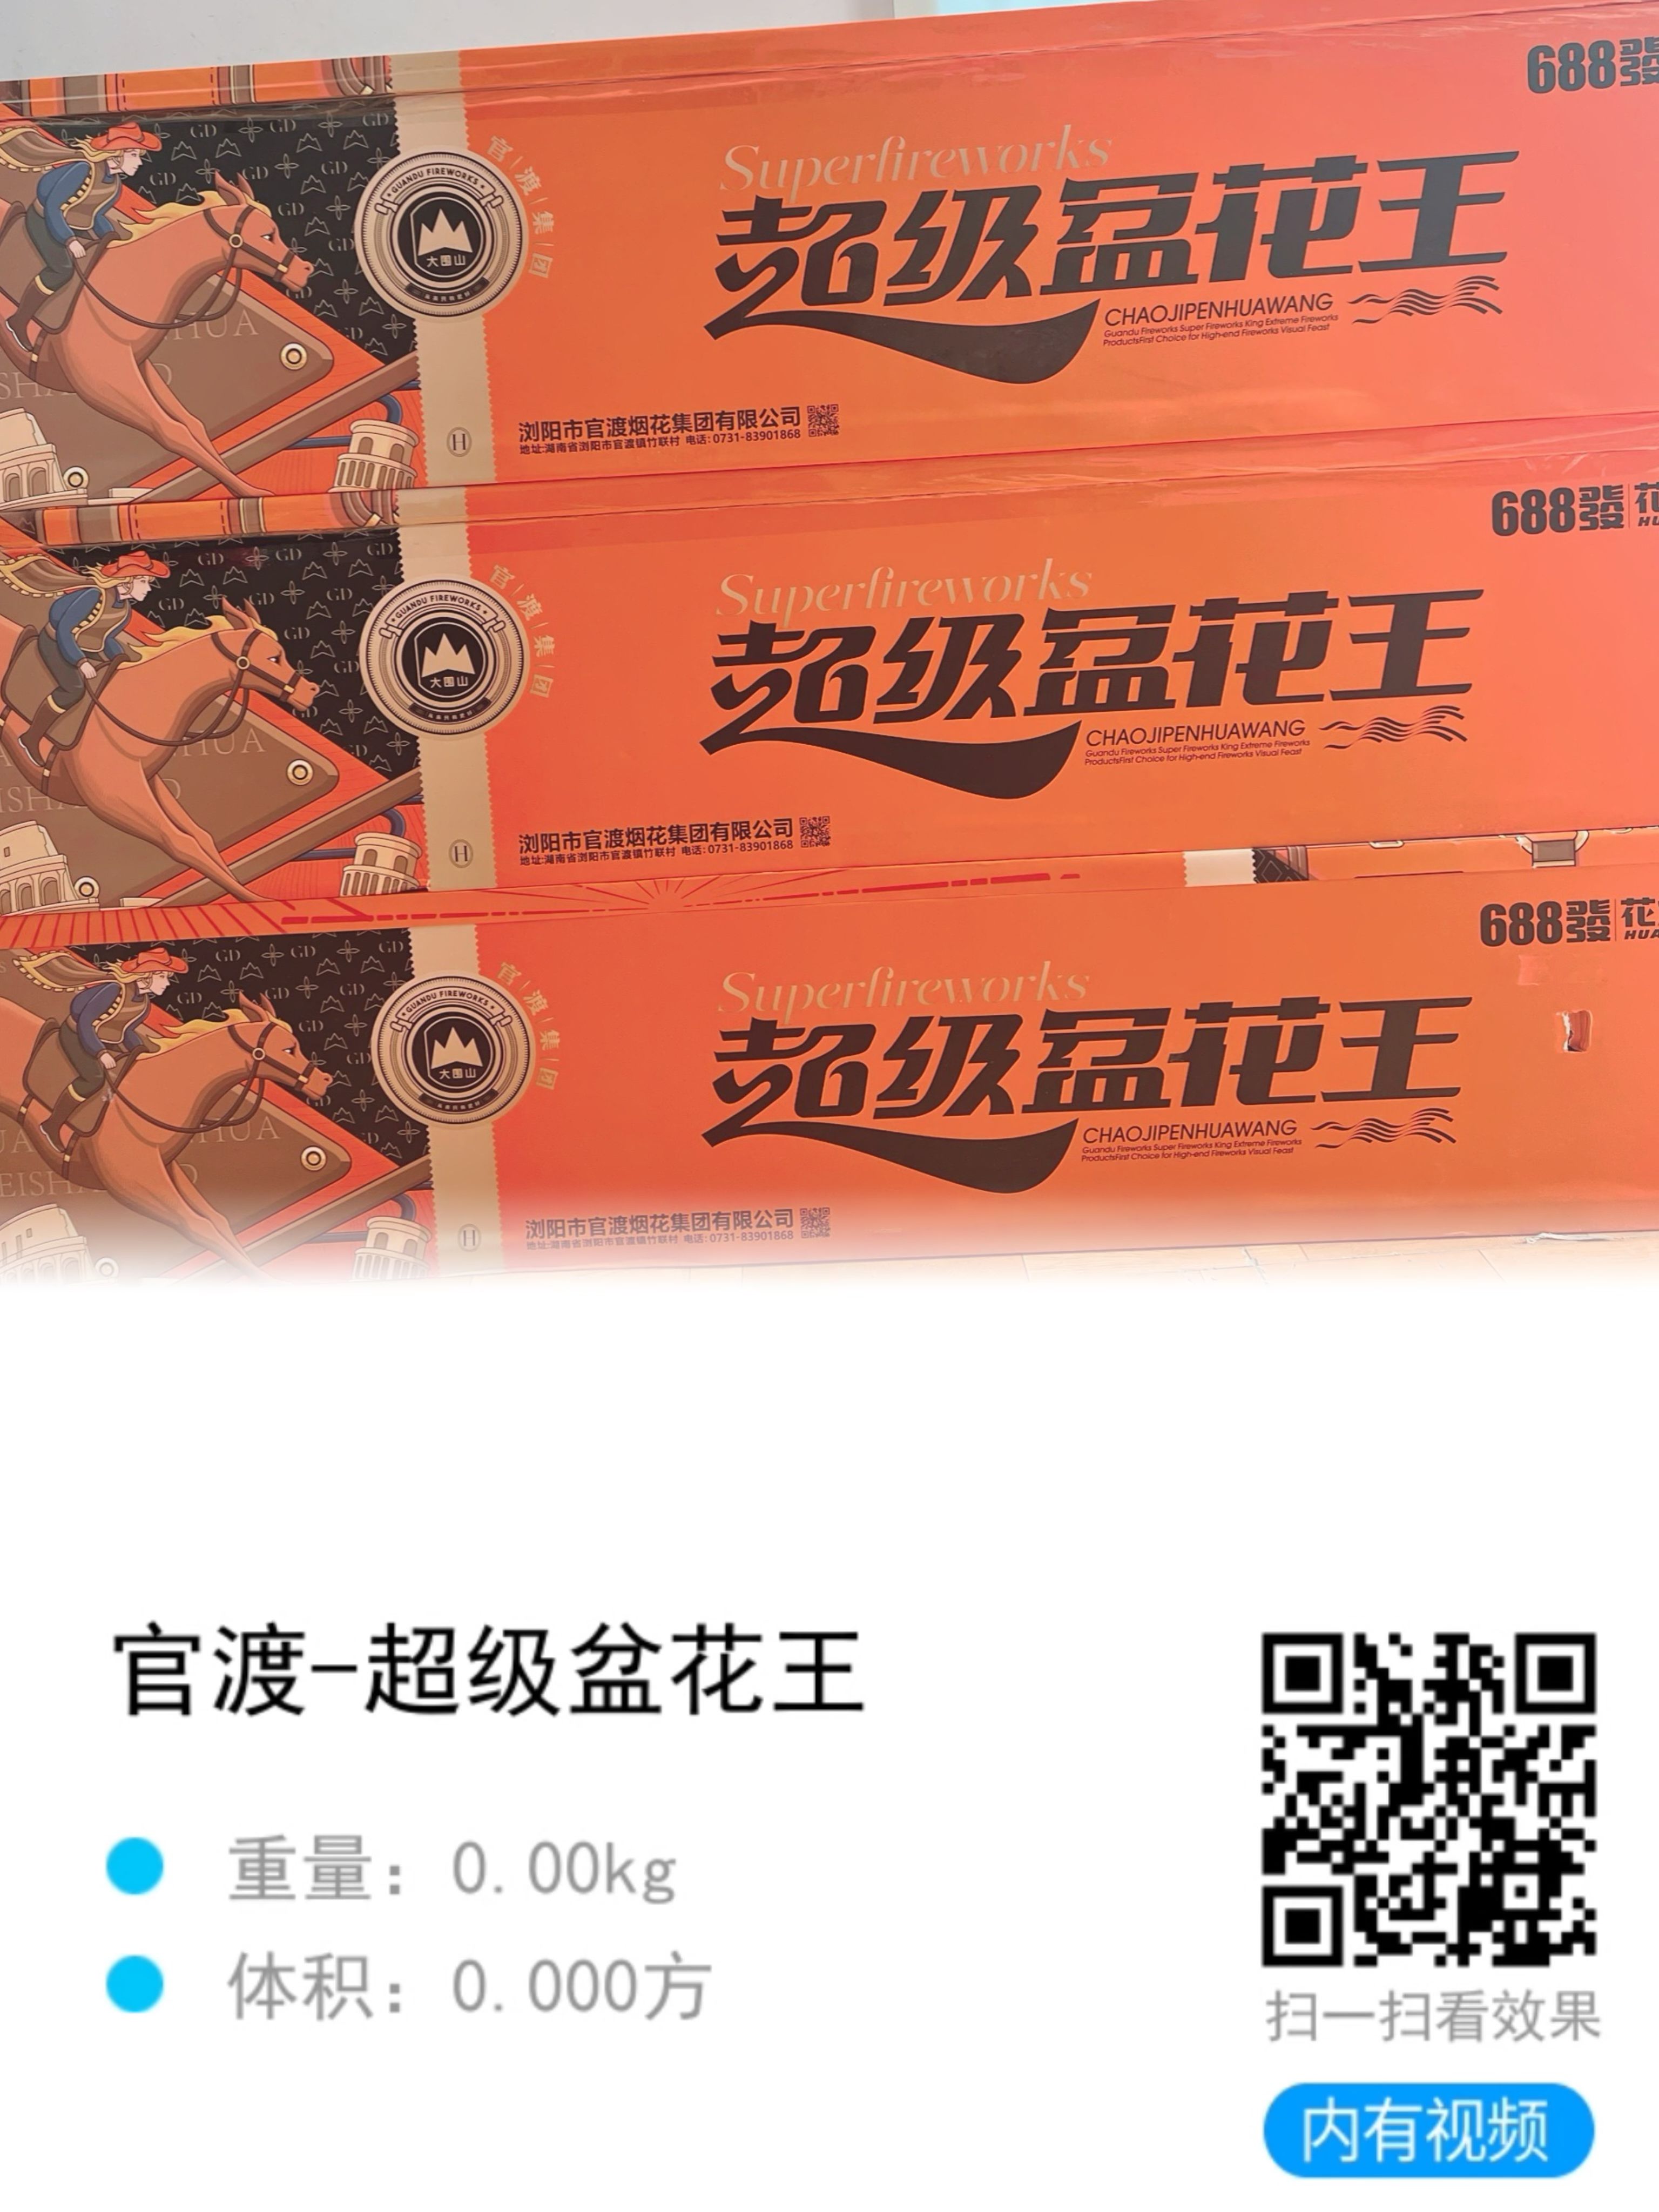 688發
Superfireworks
超级盆花王
CHAOJIPENHUAWANG
Guandu Fireworks Super Fireworks King Extreme Fireworks
ProductsFirst Choice for High-end Fireworks Visual Feast
GUANDU FIREWORKS
大围山
官渡集团
GD
HUA
H
浏阳市官渡烟花集团有限公司
地址:湖南省浏阳市官渡镇竹联村 电话:0731-83901868
688發 花
Superfireworks
超级盆花王
CHAOJIPENHUAWANG
Guandu Fireworks Super Fireworks King Extreme Fireworks
ProductsFirst Choice for High-end Fireworks Visual Feast
GUANDU FIREWORKS
大围山
官渡集团
GD
HUA
H
浏阳市官渡烟花集团有限公司
地址:湖南省浏阳市官渡镇竹联村 电话:0731-83901868
688發 花
HUA
Superfireworks
超级盆花王
CHAOJIPENHUAWANG
Guandu Fireworks Super Fireworks King Extreme Fireworks
ProductsFirst Choice for High-end Fireworks Visual Feast
GUANDU FIREWORKS
大围山
官渡集团
GD
HUA
H
浏阳市官渡烟花集团有限公司
地址:湖南省浏阳市官渡镇竹联村 电话:0731-83901868
官渡-超级盆花王
重量: 0.00kg
体积: 0.000方
扫一扫看效果
内有视频